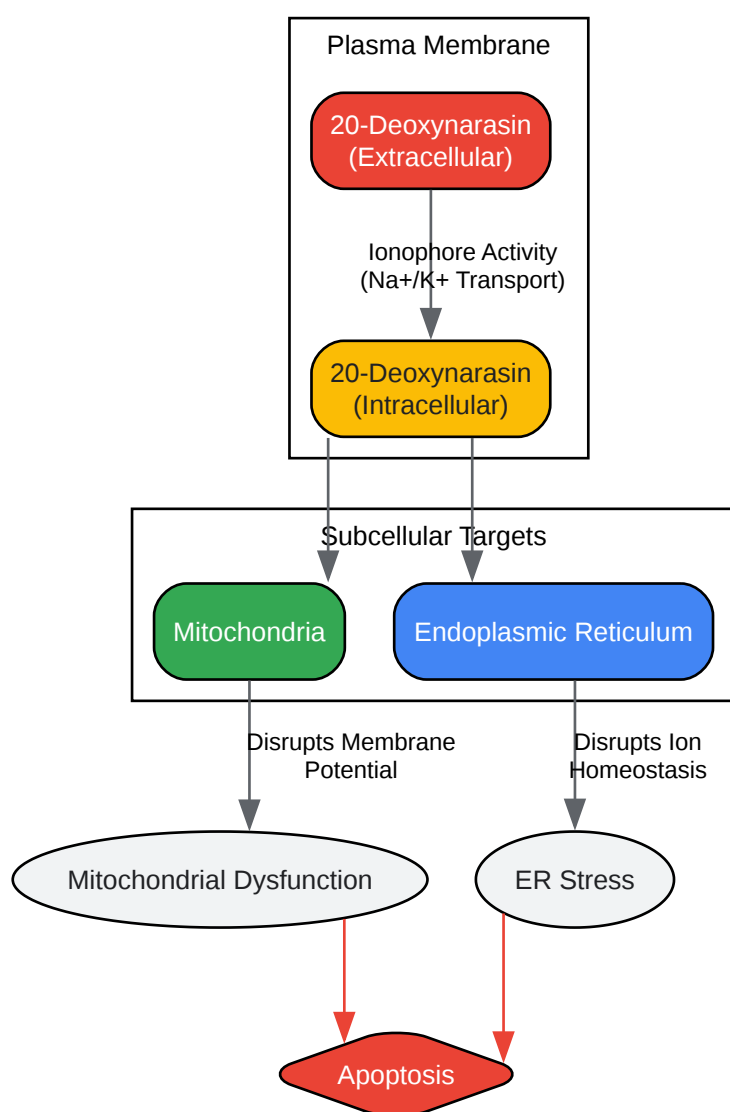 Plasma Membrane
20-Deoxynarasin
(Extracellular)
Ionophore Activity
(Na+/K+ Transport)
20-Deoxynarasin
(Intracellular)
Subcellular Targets
Mitochondria
Endoplasmic Reticulum
Disrupts Membrane
Potential
Disrupts Ion
Homeostasis
Mitochondrial Dysfunction
ER Stress
Apoptosis